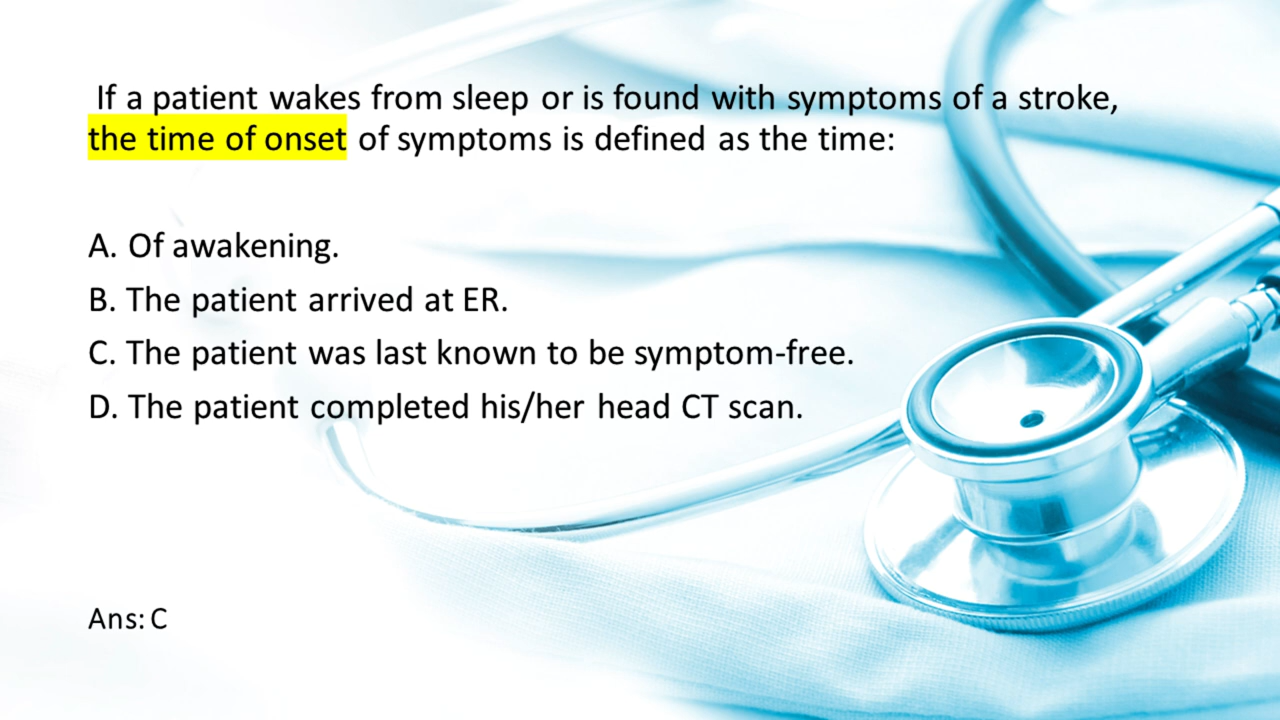 If a patient wakes from sleep or is found with symptoms of a stroke,
the time of onset of symptoms is defined as the time:
A. Of awakening.
B. The patient arrived at ER.
C. The patient was last known to be symptom-free.
D. The patient completed his/her head CT scan.
Ans: C